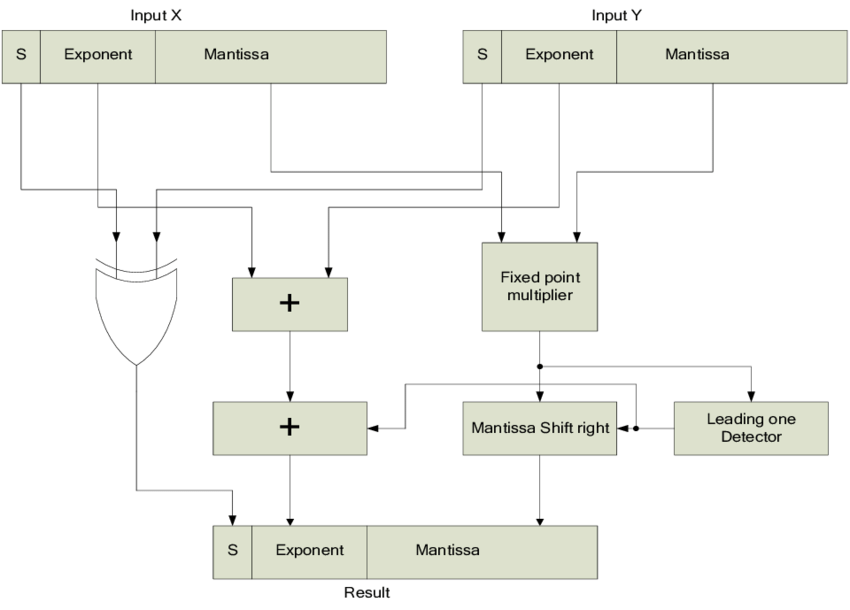 Input X
Input Y
S Exponent Mantissa
S Exponent Mantissa
Fixed point
multiplier
+
+
Mantissa Shift right
Leading one
Detector
S Exponent Mantissa
Result